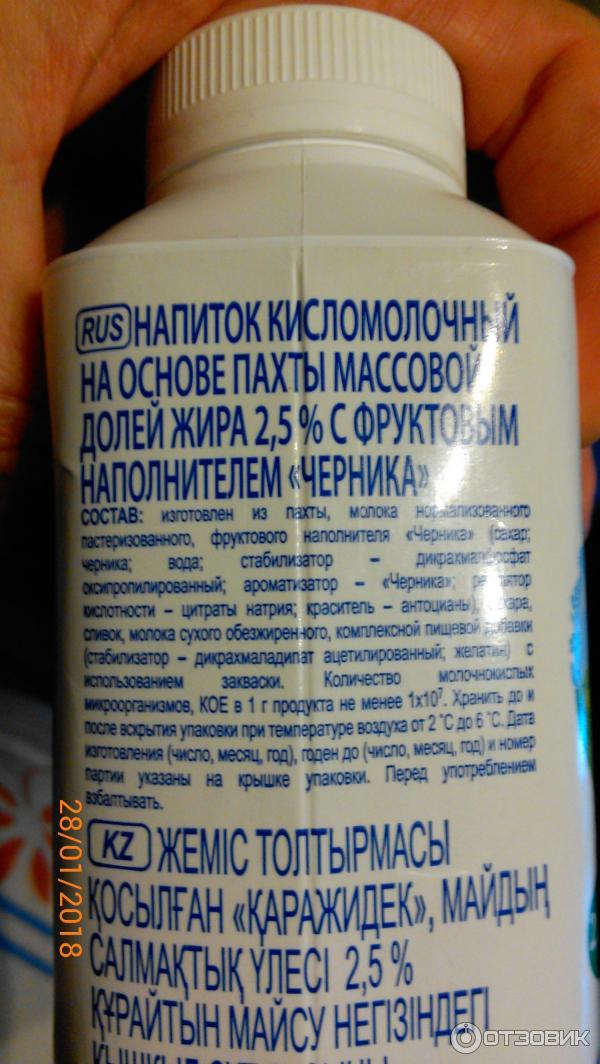 RUS НАПИТОК КИСЛОМОЛОЧНЫЙ
НА ОСНОВЕ ПАХТЫ МАССОВОЙ
ДОЛЕЙ ЖИРА 2,5 % С ФРУКТОВЫМ
НАПОЛНИТЕЛЕМ «ЧЕРНИКА»
СОСТАВ: изготовлен из пахты, молока нормализованного
пастеризованного, фруктового наполнителя «Черника» (сахар;
черника; вода; стабилизатор – дикрахмалфосфат
оксипропилированный; ароматизатор – «Черника»; регулятор
кислотности – цитраты натрия; краситель – антоцианы), сахара,
сливок, молока сухого обезжиренного, комплексной пищевой добавки
(стабилизатор – дикрахмаладипат ацетилированный; желатин) с
использованием закваски. Количество молочнокислых
микроорганизмов, КОЕ в 1 г продукта не менее 1х10⁷. Хранить до и
после вскрытия упаковки при температуре воздуха от 2 °С до 6 °С. Дата
изготовления (число, месяц, год), годен до (число, месяц, год) и номер
партии указаны на крышке упаковки. Перед употреблением
взбалтывать.
KZ ЖЕМІС ТОЛТЫРМАСЫ
ҚОСЫЛҒАН «ҚАРАЖИДЕК», МАЙДЫҢ
САЛМАҚТЫҚ ҮЛЕСІ 2,5 %
ҚҰРАЙТЫН МАЙСУ НЕГІЗІНДЕГІ
28/01/2018
ОТЗОВИК